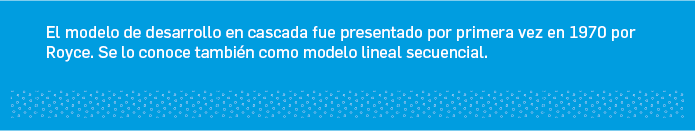 El modelo de desarrollo en cascada fue presentado por primera vez en 1970 por
Royce. Se lo conoce también como modelo lineal secuencial.